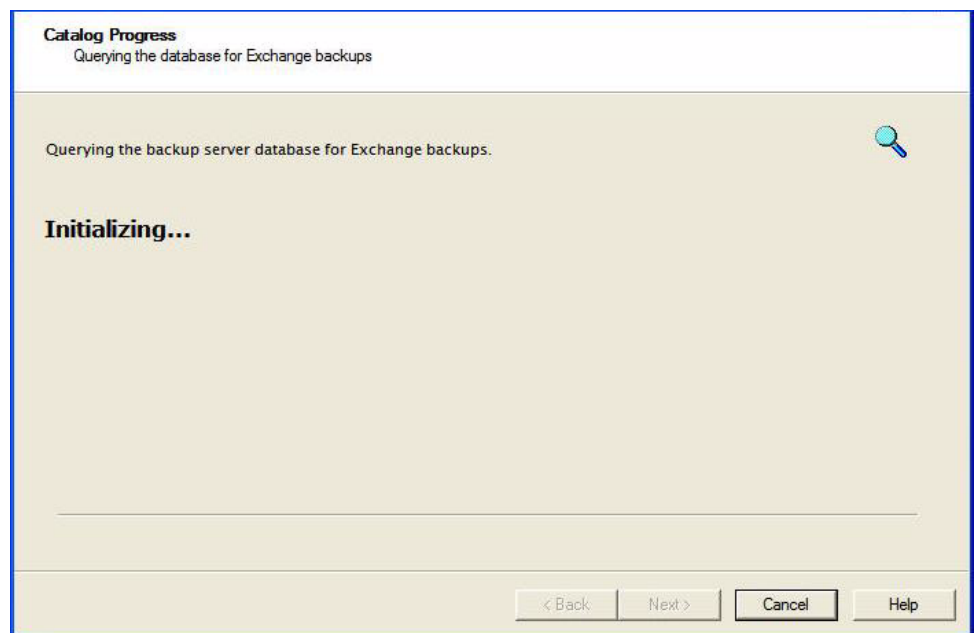 Catalog Progress
Querying the database for Exchange backups
Querying the backup server database for Exchange backups.
Initializing...
< Back
Next >
Cancel
Help